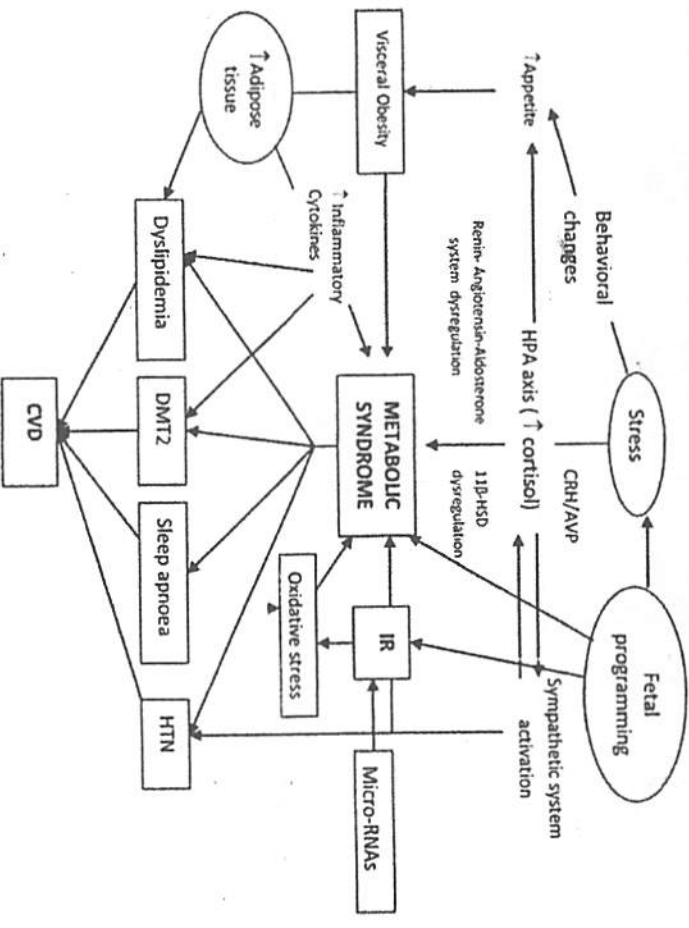 Fetal
programming
Stress
Behavioral
changes
CRH/AVP
↑Appetite
HPA axis (↑ cortisol)
Sympathetic system
activation
Renin- Angiotensin-Aldosterone
system dysregulation
11β-HSD
dysregulation
Visceral Obesity
METABOLIC
SYNDROME
IR
Micro-RNAs
↑ Inflammatory
Cytokines
Oxidative stress
↑Adipose
tissue
Dyslipidemia
DMT2
Sleep apnoea
HTN
CVD